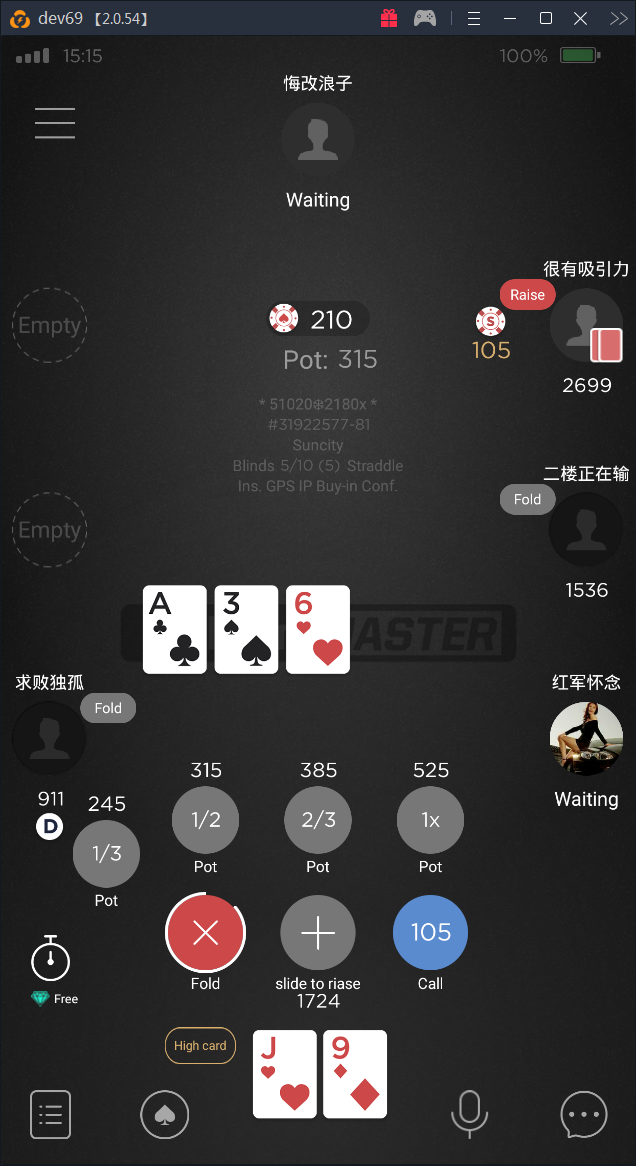 dev69 【2.0.54】
15:15
100%
悔改浪子
Waiting
很有吸引力
Raise
Empty
210
S
105
Pot: 315
2699
* 51020❄2180x *
#31922577-81
Suncity
Blinds 5/10 (5) Straddle
Ins. GPS IP Buy-in Conf.
二楼正在输
Fold
Empty
1536
A
3
6
ASTER
求败独孤
Fold
红军怀念
911
D
Waiting
245
1/3
Pot
315
1/2
Pot
385
2/3
Pot
525
1x
Pot
Fold
slide to riase
1724
105
Call
Free
High card
J
9